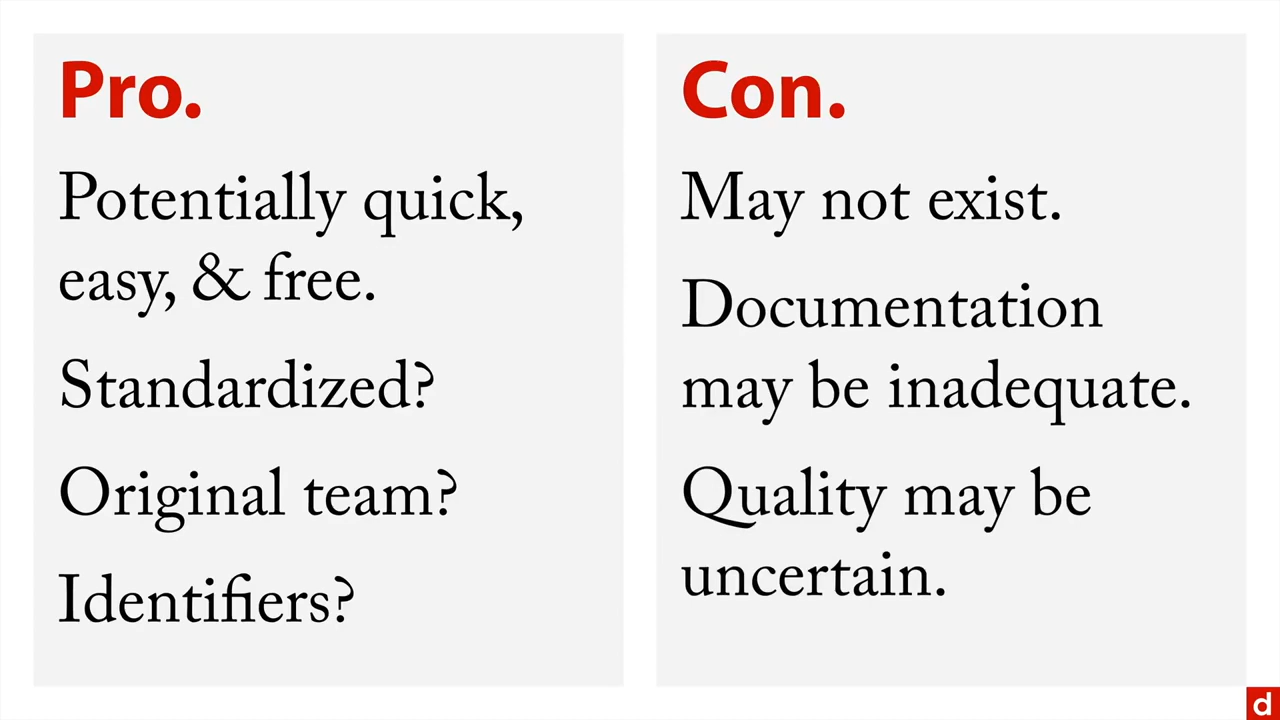 Pro.
Potentially quick,
easy, & free.
Standardized?
Original team?
Identifiers?
Con.
May not exist.
Documentation
may be inadequate.
Quality may be
uncertain.
d